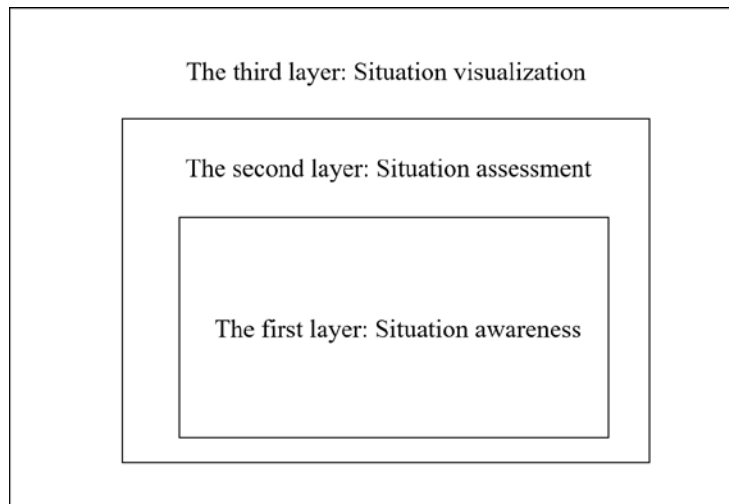 The third layer: Situation visualization
The second layer: Situation assessment
The first layer: Situation awareness